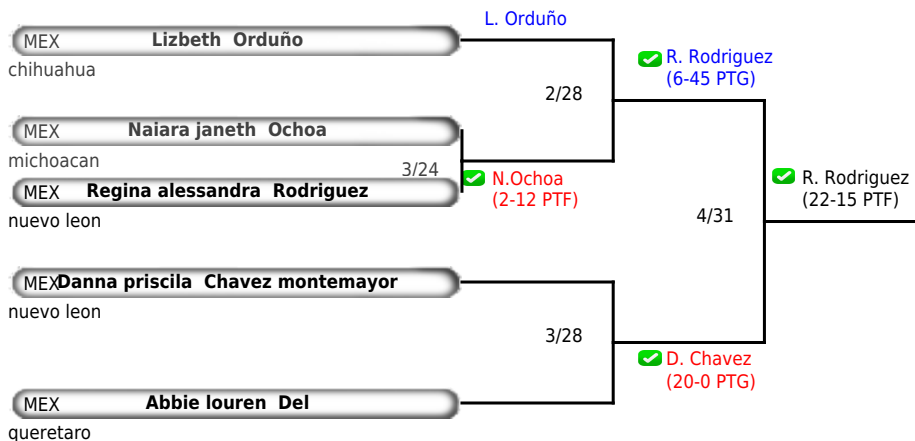 L. Orduño
MEX Lizbeth Orduño
chihuahua
R. Rodriguez
(6-45 PTG)
2/28
MEX Naiara janeth Ochoa
michoacan
3/24
N.Ochoa
(2-12 PTF)
MEX Regina alessandra Rodriguez
nuevo leon
R. Rodriguez
(22-15 PTF)
4/31
MEX Danna priscila Chavez montemayor
nuevo leon
3/28
D. Chavez
(20-0 PTG)
MEX Abbie louren Del
queretaro